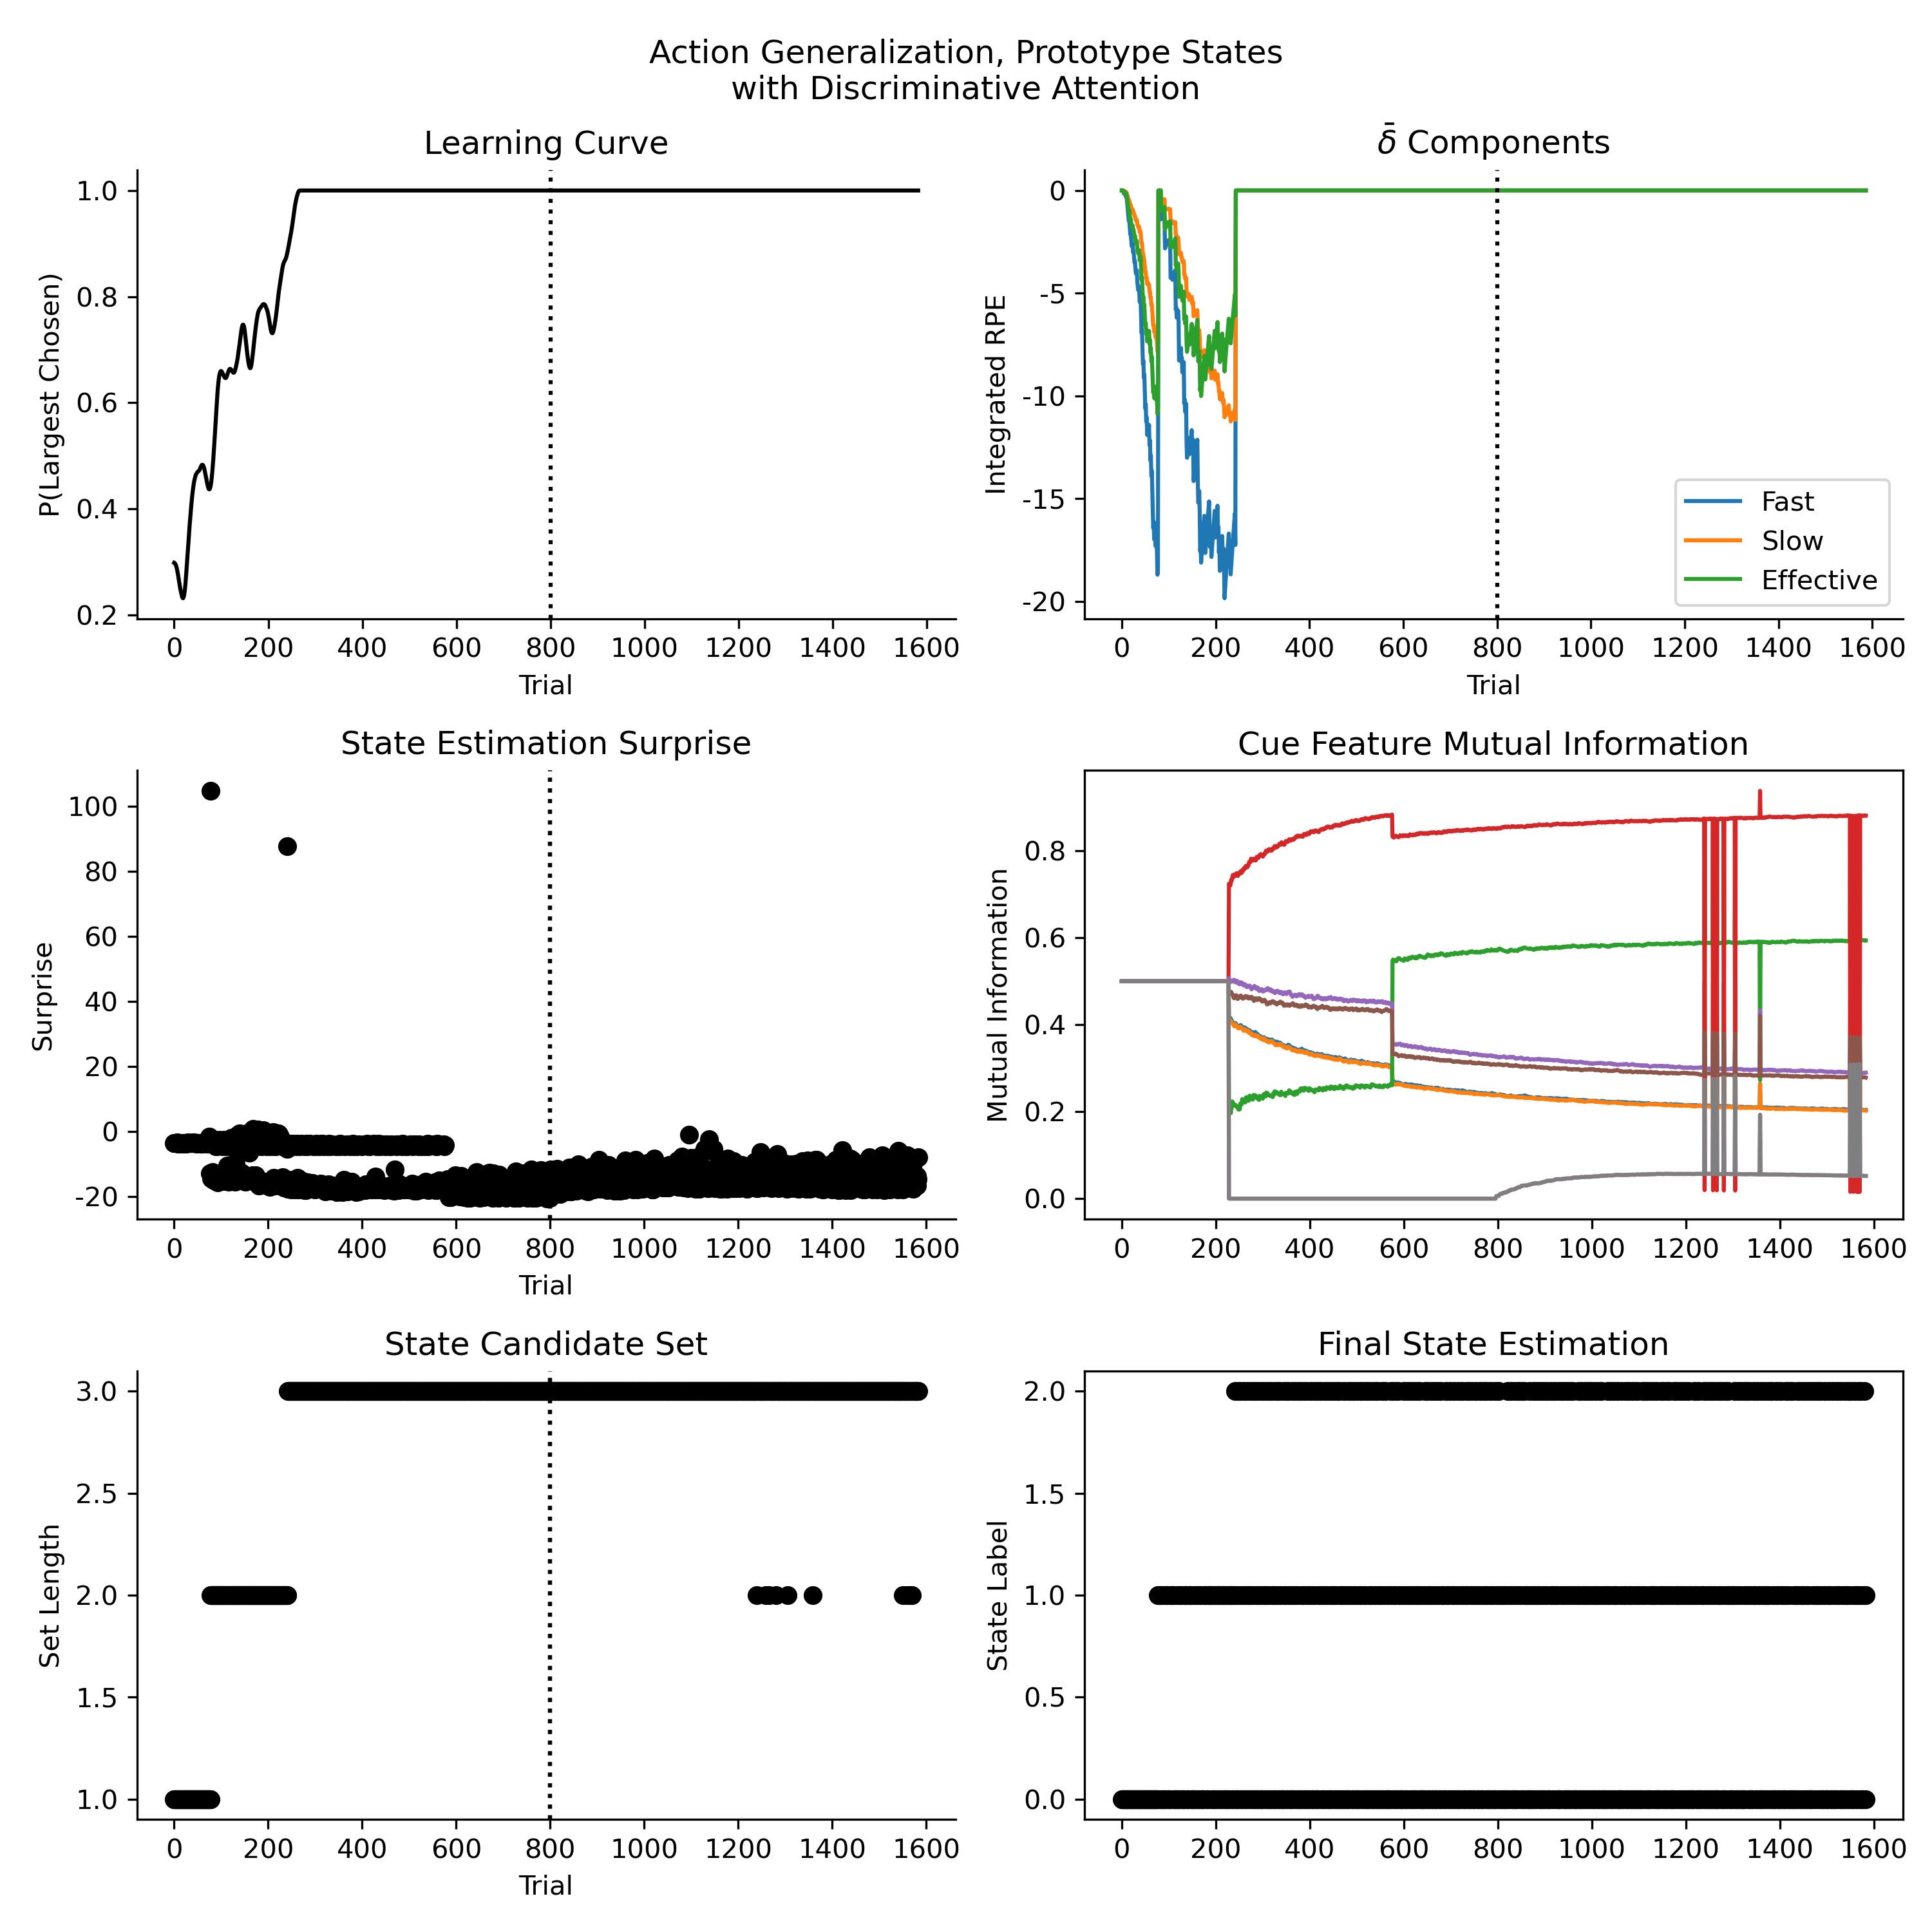 Action Generalization, Prototype States
with Discriminative Attention
Learning Curve
P(Largest Chosen)
1.0
0.8
0.6
0.4
0.2
0 200 400 600 800 1000 1200 1400 1600
Trial
δ̄ Components
Integrated RPE
0
-5
-10
-15
-20
Fast
Slow
Effective
0 200 400 600 800 1000 1200 1400 1600
Trial
State Estimation Surprise
Surprise
100
80
60
40
20
0
-20
0 200 400 600 800 1000 1200 1400 1600
Trial
Cue Feature Mutual Information
Mutual Information
0.8
0.6
0.4
0.2
0.0
0 200 400 600 800 1000 1200 1400 1600
State Candidate Set
Set Length
3.0
2.5
2.0
1.5
1.0
0 200 400 600 800 1000 1200 1400 1600
Trial
Final State Estimation
State Label
2.0
1.5
1.0
0.5
0.0
0 200 400 600 800 1000 1200 1400 1600